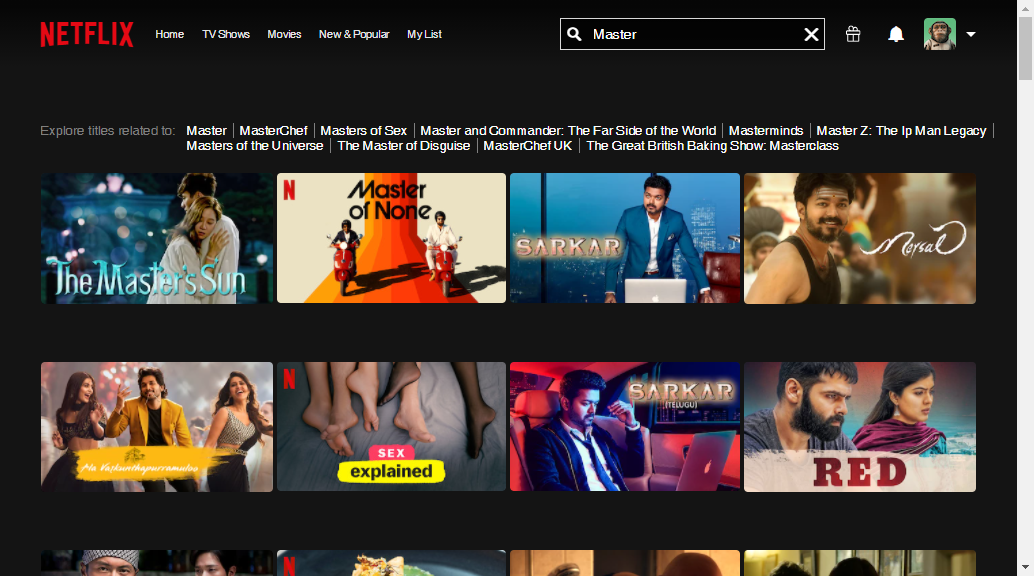 NETFLIX Home TV Shows Movies New & Popular My List Master
Explore titles related to: Master | MasterChef | Masters of Sex | Master and Commander: The Far Side of the World | Masterminds | Master Z: The Ip Man Legacy |
Masters of the Universe | The Master of Disguise | MasterChef UK | The Great British Baking Show: Masterclass
The Master's Sun
N
Master
of None
SARKAR
Mersal
Ala Vaikunthapurramuloo
N
SEX
explained
SARKAR
(TELUGU)
RED
N